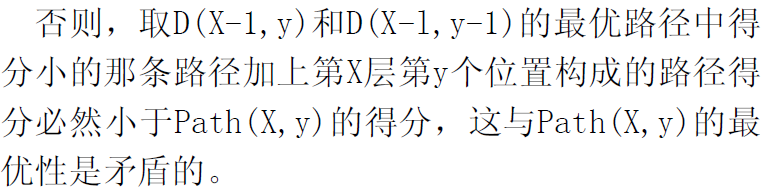 否则，取D(X-1,y)和D(X-1,y-1)的最优路径中得
分小的那条路径加上第X层第y个位置构成的路径得
分必然小于Path(X,y)的得分，这与Path(X,y)的最
优性是矛盾的。